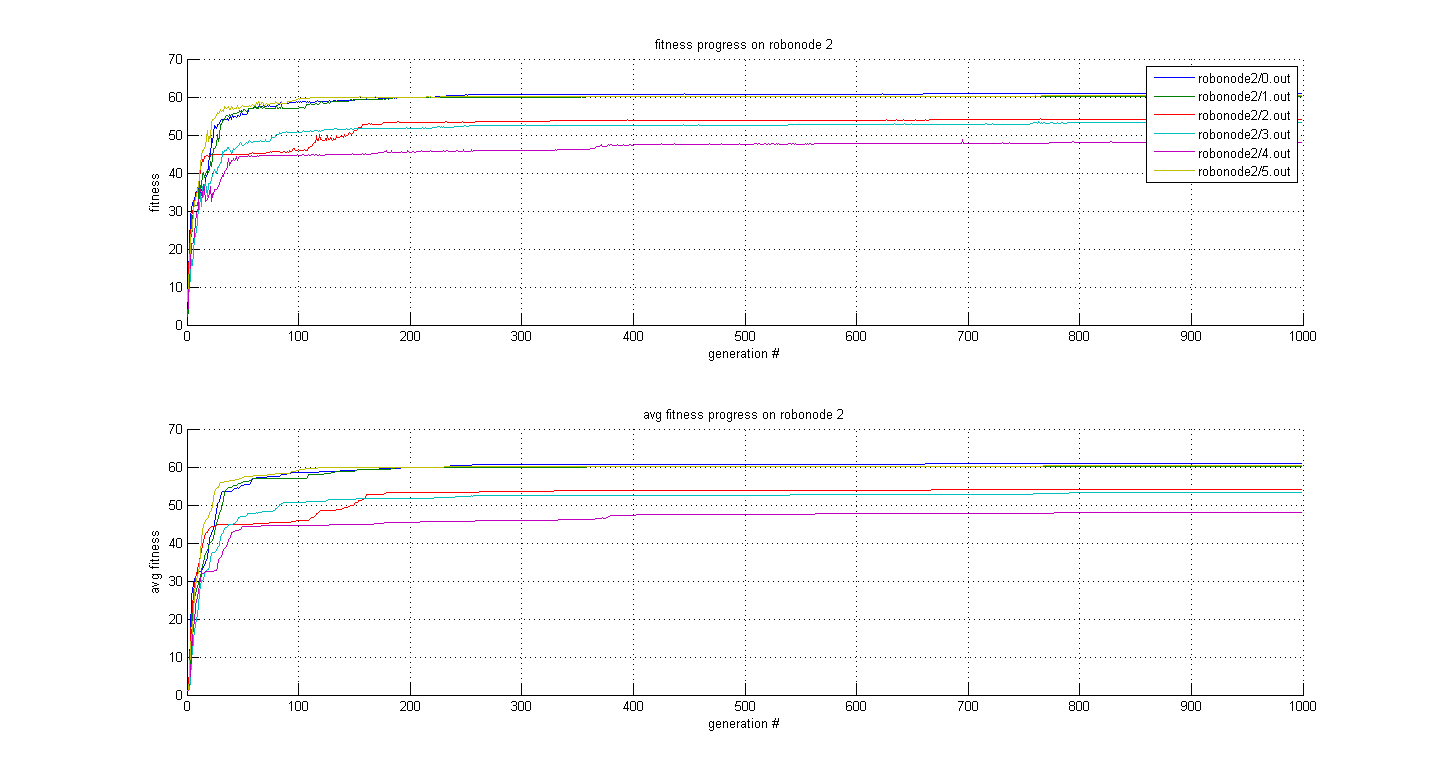 fitness progress on robonode 2
70
60
50
40
30
20
10
0
fitness
robonode2/0.out
robonode2/1.out
robonode2/2.out
robonode2/3.out
robonode2/4.out
robonode2/5.out
0 100 200 300 400 500 600 700 800 900 1000
generation #
avg fitness progress on robonode 2
70
60
50
40
30
20
10
0
avg fitness
0 100 200 300 400 500 600 700 800 900 1000
generation #